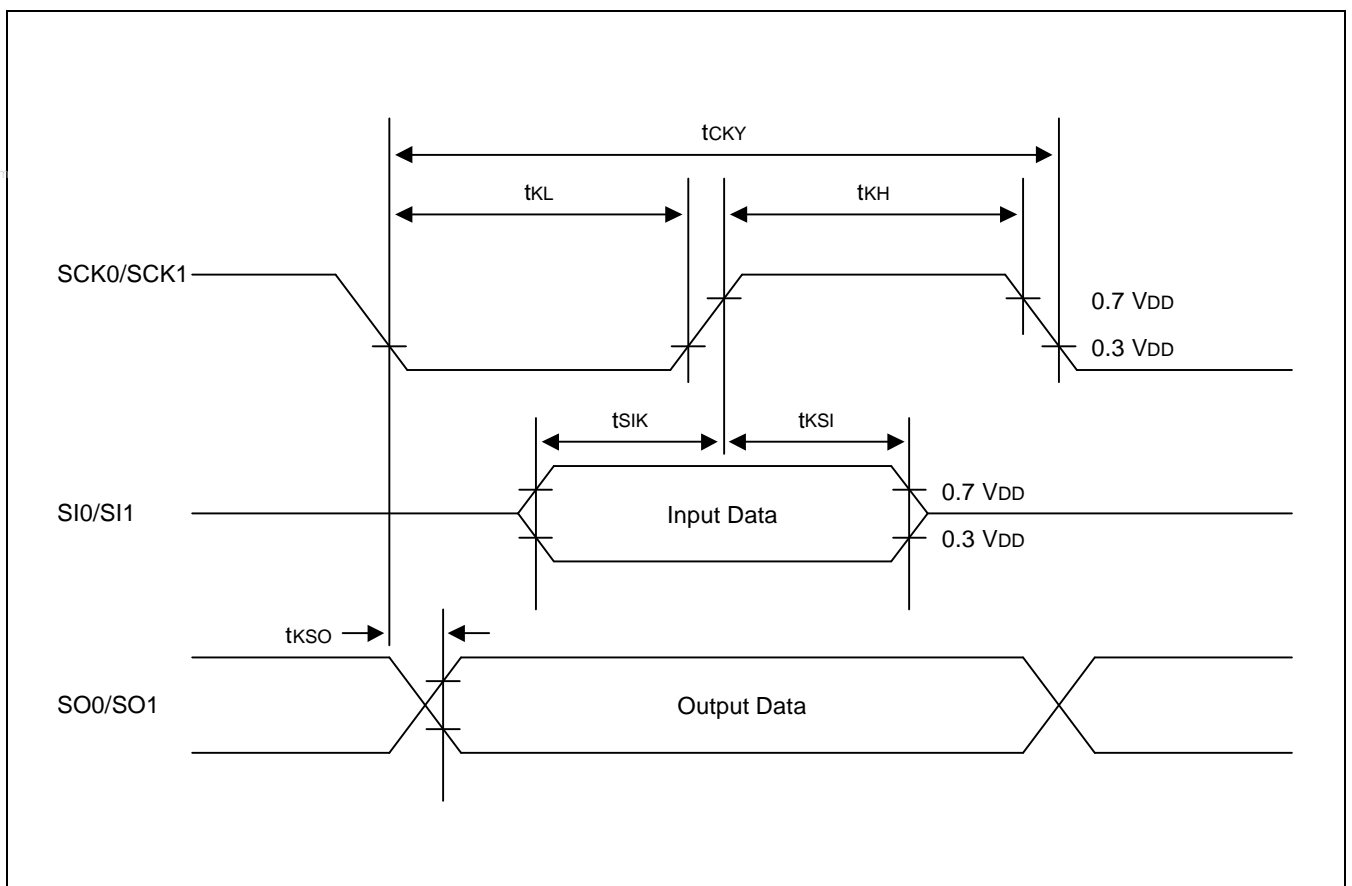 tCKY
tKL
tKH
SCK0/SCK1
0.7 VDD
0.3 VDD
tSIK
tKSI
SI0/SI1
Input Data
0.7 VDD
0.3 VDD
tKSO
SO0/SO1
Output Data